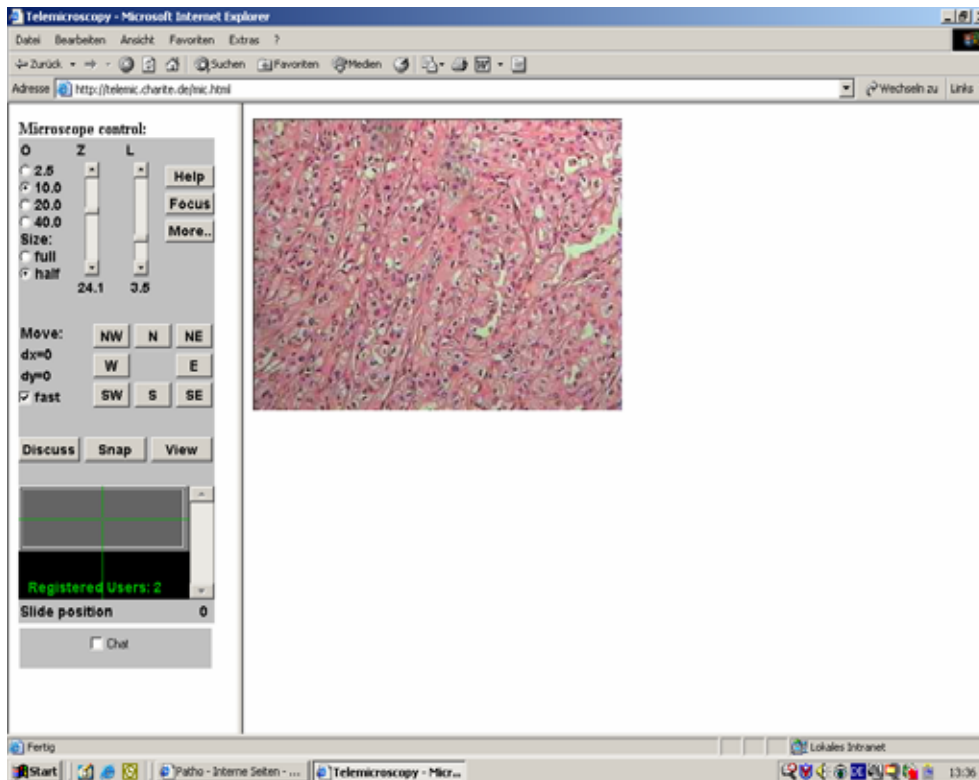 Telemicroscopy - Microsoft Internet Explorer
Datei Bearbeiten Ansicht Favoriten Extras ?
Zurück Suchen Favoriten Medien
Adresse http://telemic.charite.de/mic.html Wechseln zu Links
Microscope control:
O Z L
2.5
10.0
20.0
40.0
Size:
full
half
24.1 3.5
Help
Focus
More..
Move:
dx=0
dy=0
fast
NW N NE
W E
SW S SE
Discuss Snap View
Registered Users: 2
Slide position 0
Chat
Fertig Lokales Intranet
Start Patho - Interne Seiten - ... Telemicroscopy - Micr... DE